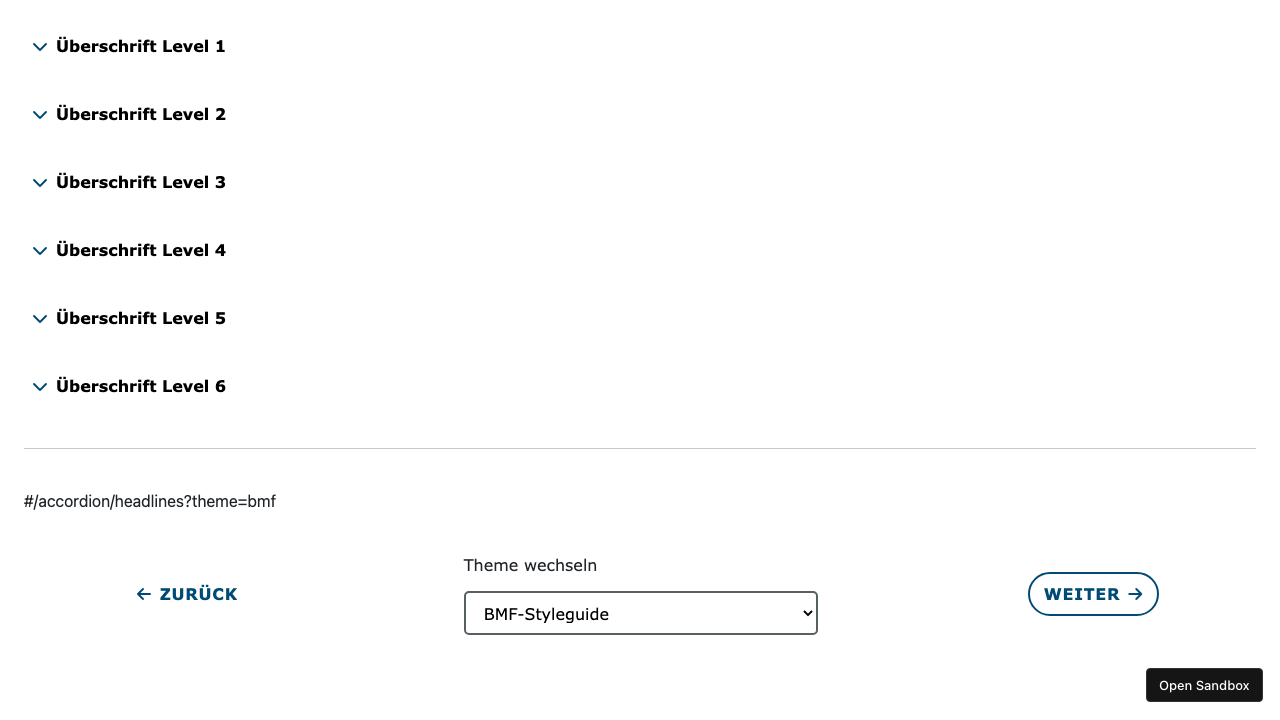 Überschrift Level 1
Überschrift Level 2
Überschrift Level 3
Überschrift Level 4
Überschrift Level 5
Überschrift Level 6
#/accordion/headlines?theme=bmf
Theme wechseln
ZURÜCK
BMF-Styleguide
WEITER
Open Sandbox